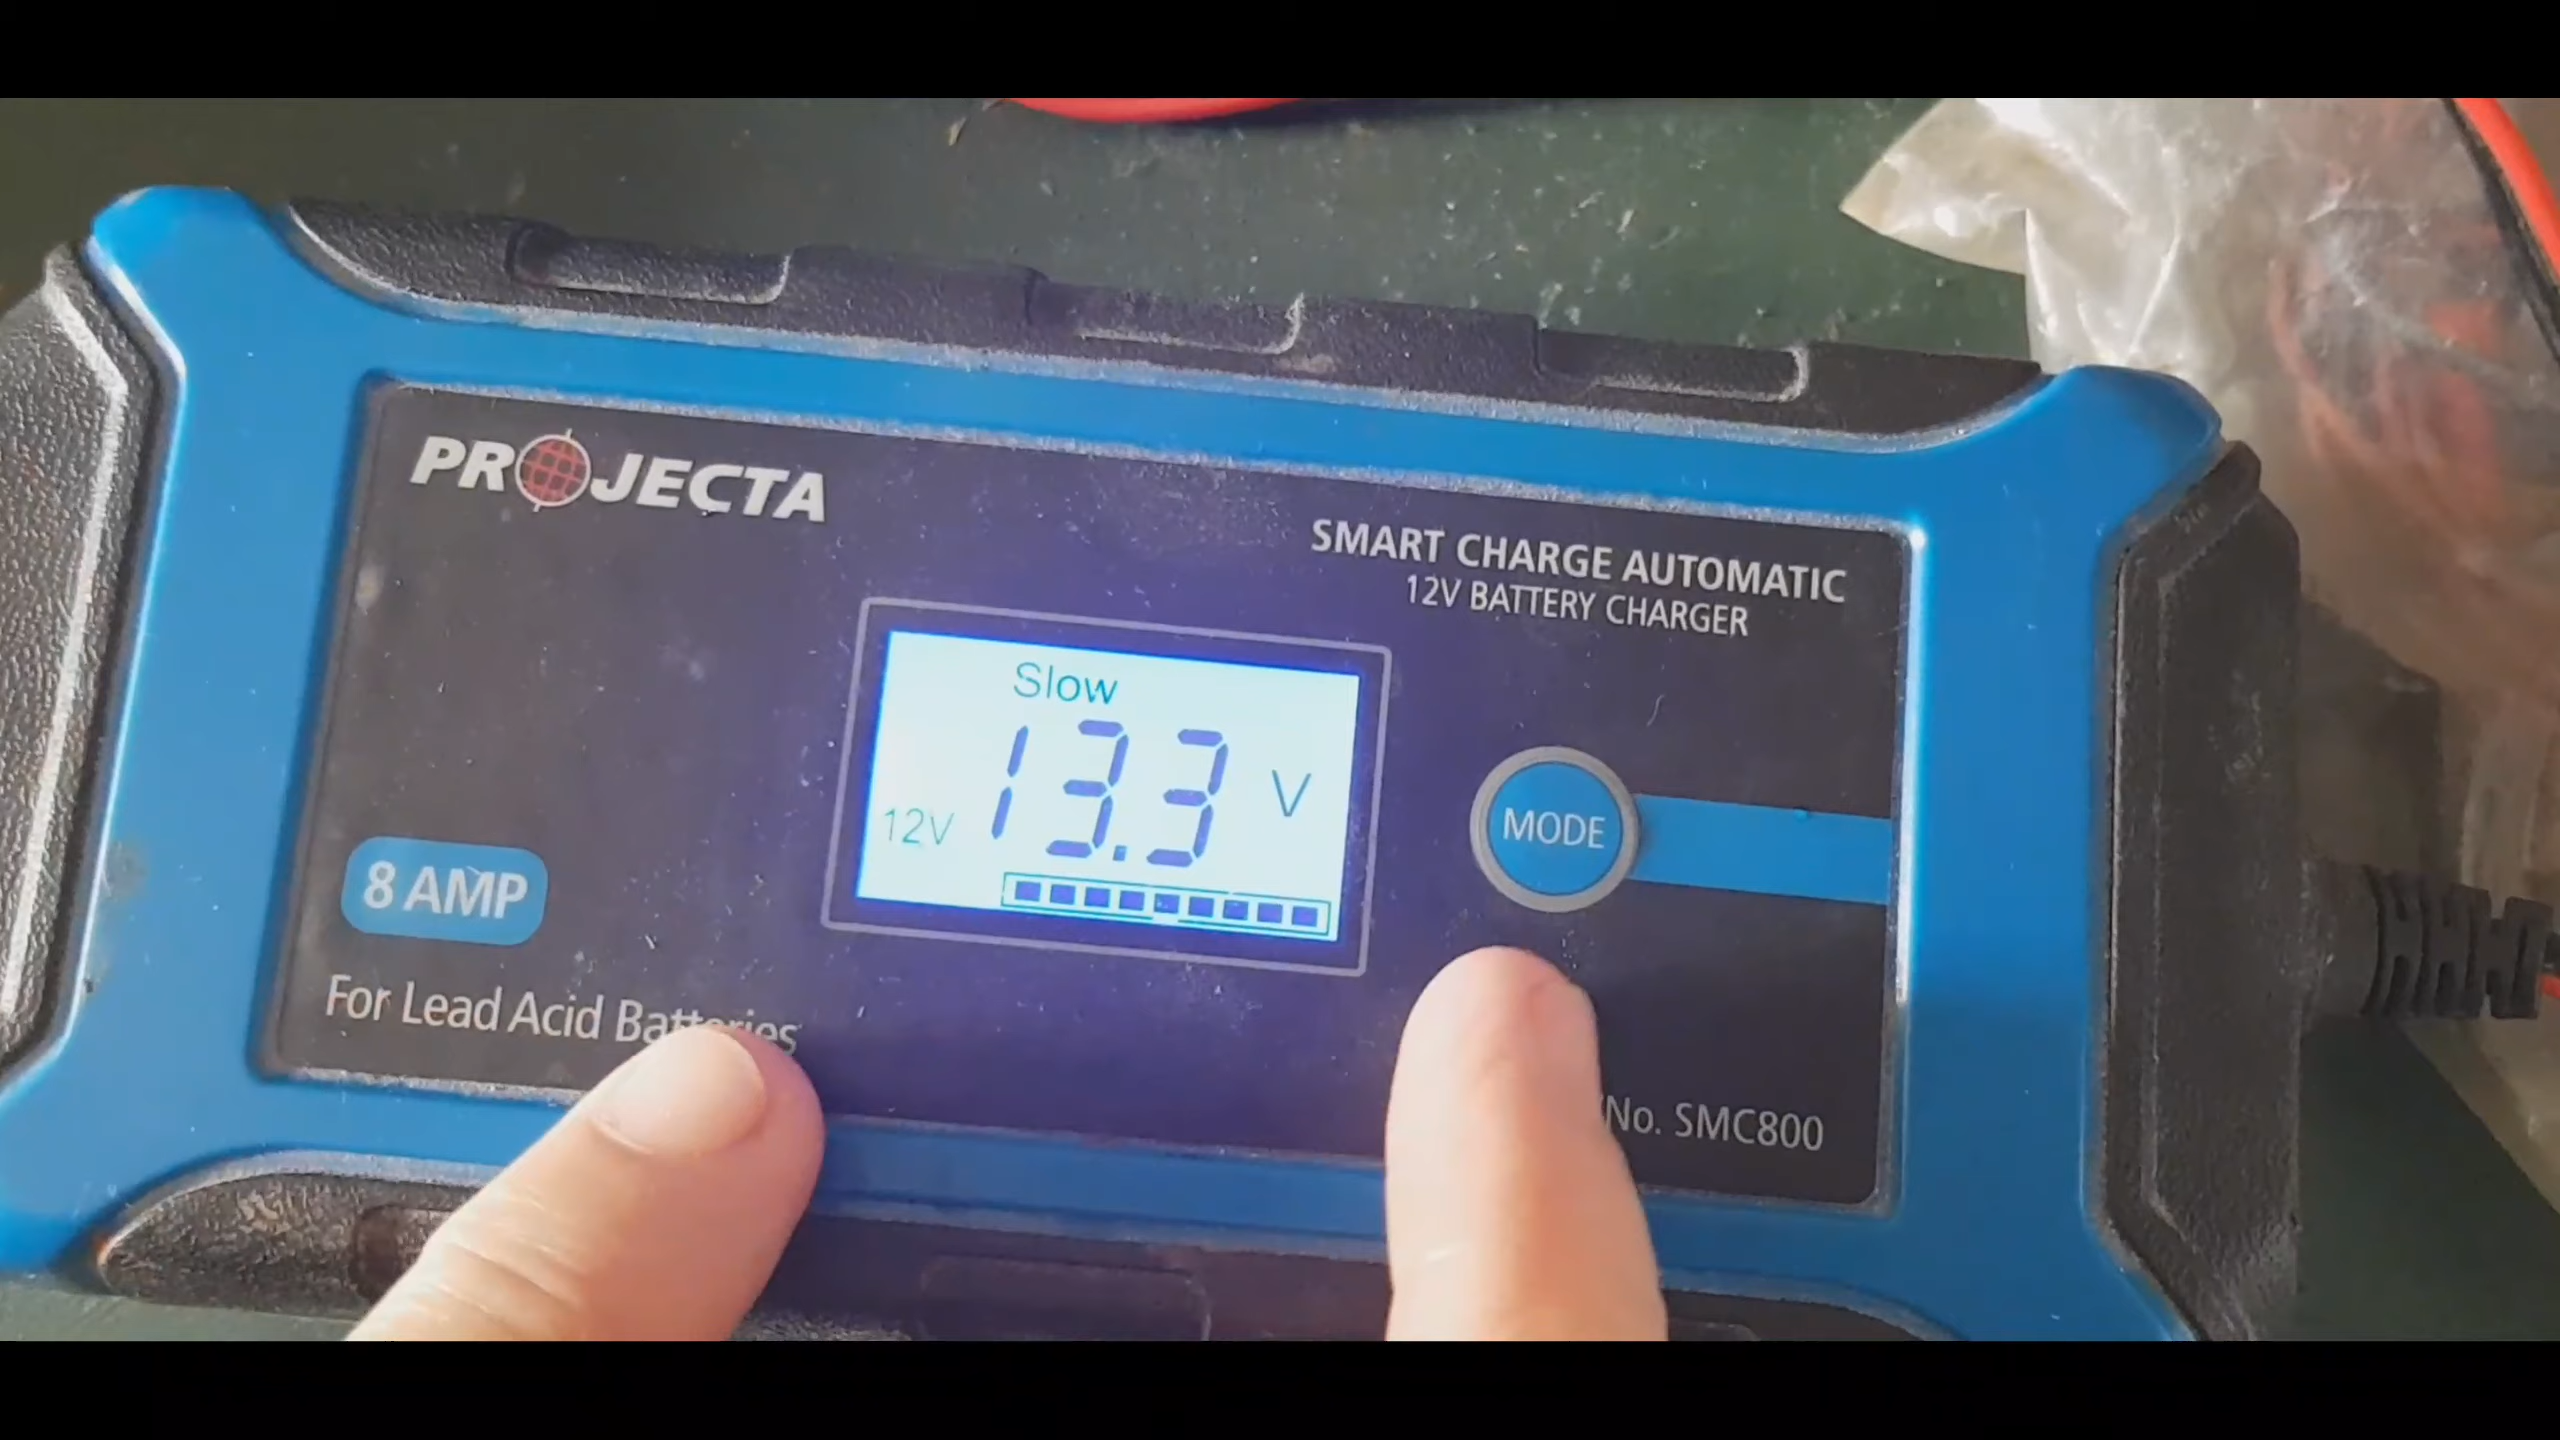 PROJECTA
SMART CHARGE AUTOMATIC
12V BATTERY CHARGER
Slow
13.3 V
12V
MODE
8 AMP
For Lead Acid Batteries
No. SMC800